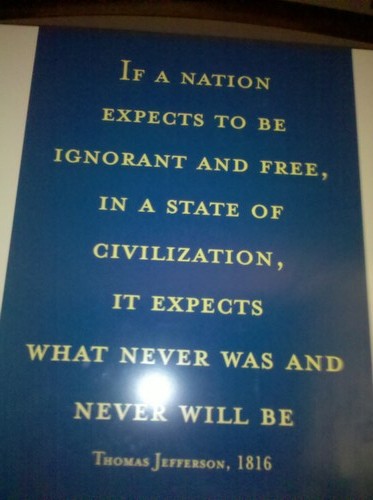 IF A NATION
EXPECTS TO BE
IGNORANT AND FREE,
IN A STATE OF
CIVILIZATION,
IT EXPECTS
WHAT NEVER WAS AND
NEVER WILL BE
THOMAS JEFFERSON, 1816